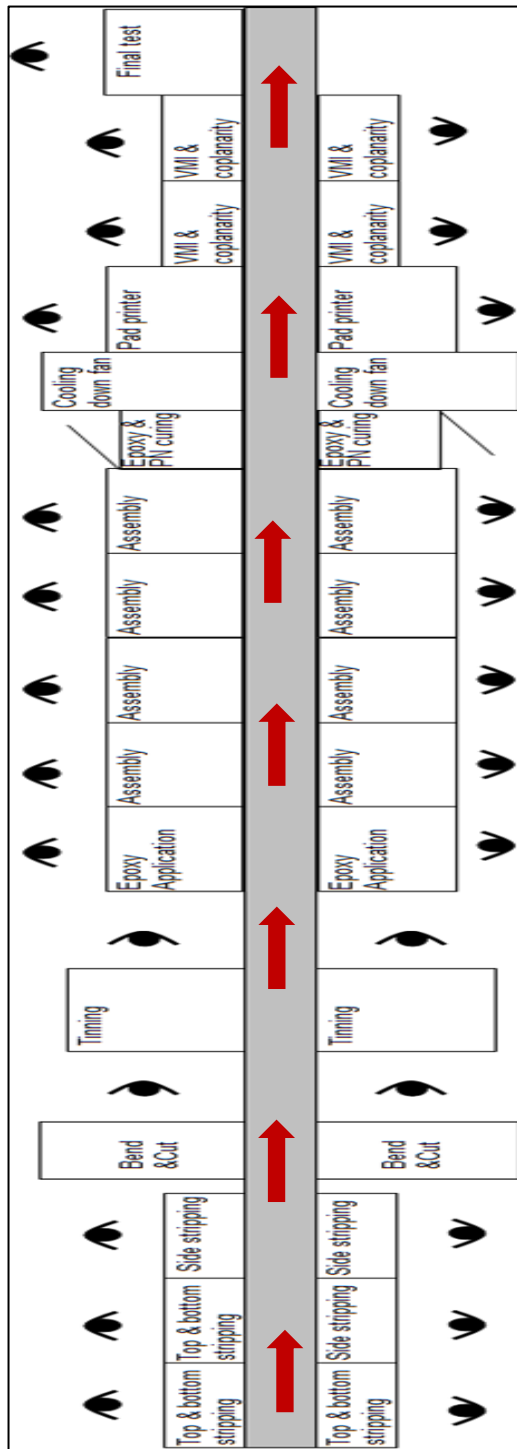 Final test
VMI &
coplanarity
VMI &
coplanarity
VMI &
coplanarity
VMI &
coplanarity
Pad printer
Pad printer
Cooling
down fan
Cooling
down fan
Epoxy &
PN curing
Epoxy &
PN curing
Assembly
Assembly
Assembly
Assembly
Assembly
Assembly
Assembly
Assembly
Epoxy
Application
Epoxy
Application
Tinning
Tinning
Bend
&Cut
Bend
&Cut
Side stripping
Side stripping
Top & bottom
stripping
Side stripping
Top & bottom
stripping
Top & bottom
stripping